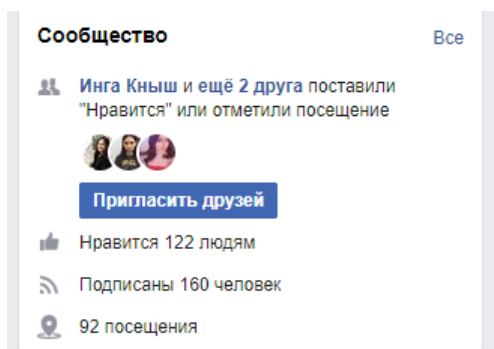 Сообщество
Все
Инга Кныш и ещё 2 друга поставили
"Нравится" или отметили посещение
Пригласить друзей
Нравится 122 людям
Подписаны 160 человек
92 посещения